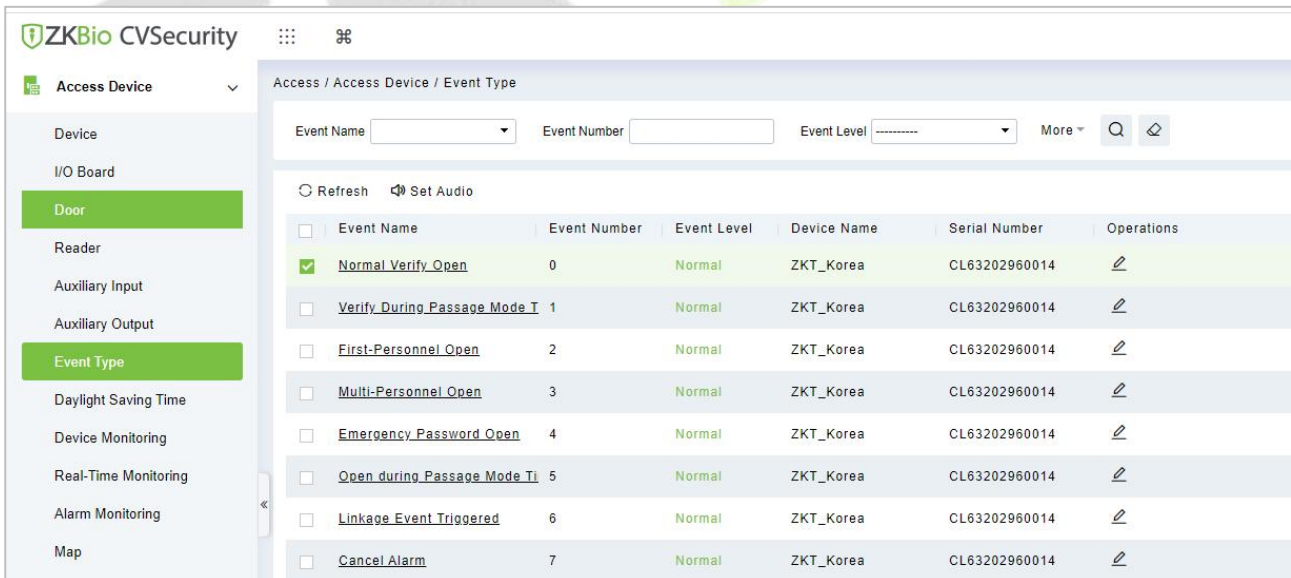 ZKBio CVSecurity
Access Device
Access / Access Device / Event Type
Device
I/O Board
Door
Reader
Auxiliary Input
Auxiliary Output
Event Type
Daylight Saving Time
Device Monitoring
Real-Time Monitoring
Alarm Monitoring
Map
Event Name Event Number Event Level ---------- More
Refresh Set Audio
Event Name Event Number Event Level Device Name Serial Number Operations
Normal Verify Open 0 Normal ZKT_Korea CL63202960014
Verify During Passage Mode T 1 Normal ZKT_Korea CL63202960014
First-Personnel Open 2 Normal ZKT_Korea CL63202960014
Multi-Personnel Open 3 Normal ZKT_Korea CL63202960014
Emergency Password Open 4 Normal ZKT_Korea CL63202960014
Open during Passage Mode Ti 5 Normal ZKT_Korea CL63202960014
Linkage Event Triggered 6 Normal ZKT_Korea CL63202960014
Cancel Alarm 7 Normal ZKT_Korea CL63202960014